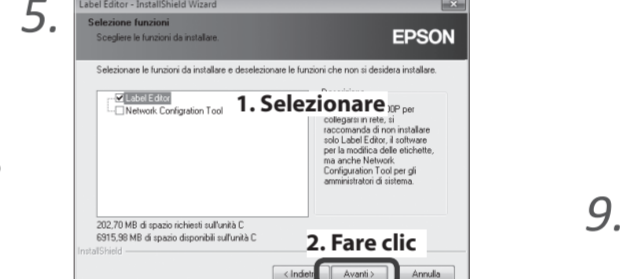 5.
Label Editor - InstallShield Wizard
Selezione funzioni
Scegliere le funzioni da installare.
EPSON
Selezionare le funzioni da installare e deselezionare le funzioni che non si desidera installare.
Label Editor
Network Configration Tool
1. Selezionare
0P per
collegarsi in rete, si
raccomanda di non installare
solo Label Editor, il software
per la modifica delle etichette,
ma anche Network
Configuration Tool per gli
amministratori di sistema.
202,70 MB di spazio richiesti sull'unità C
6915,98 MB di spazio disponibili sull'unità C
2. Fare clic
InstallShield
< Indietr
Avanti >
Annulla
9.